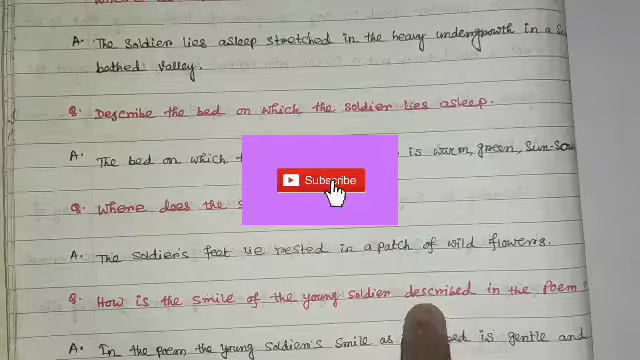 A. The soldier lies asleep stretched in the heavy undergrowth in a
bathed valley.
Q. Describe the bed on which the soldier lies asleep.
A. The bed on which is warm, green, Sun-
Subscribe
Q. Where does the
A. The soldier's feet rested in a patch of wild flowers.
Q. How is the smile of the young soldier described in the Poem
A. In the poem the young soldier's smile as is gentle and